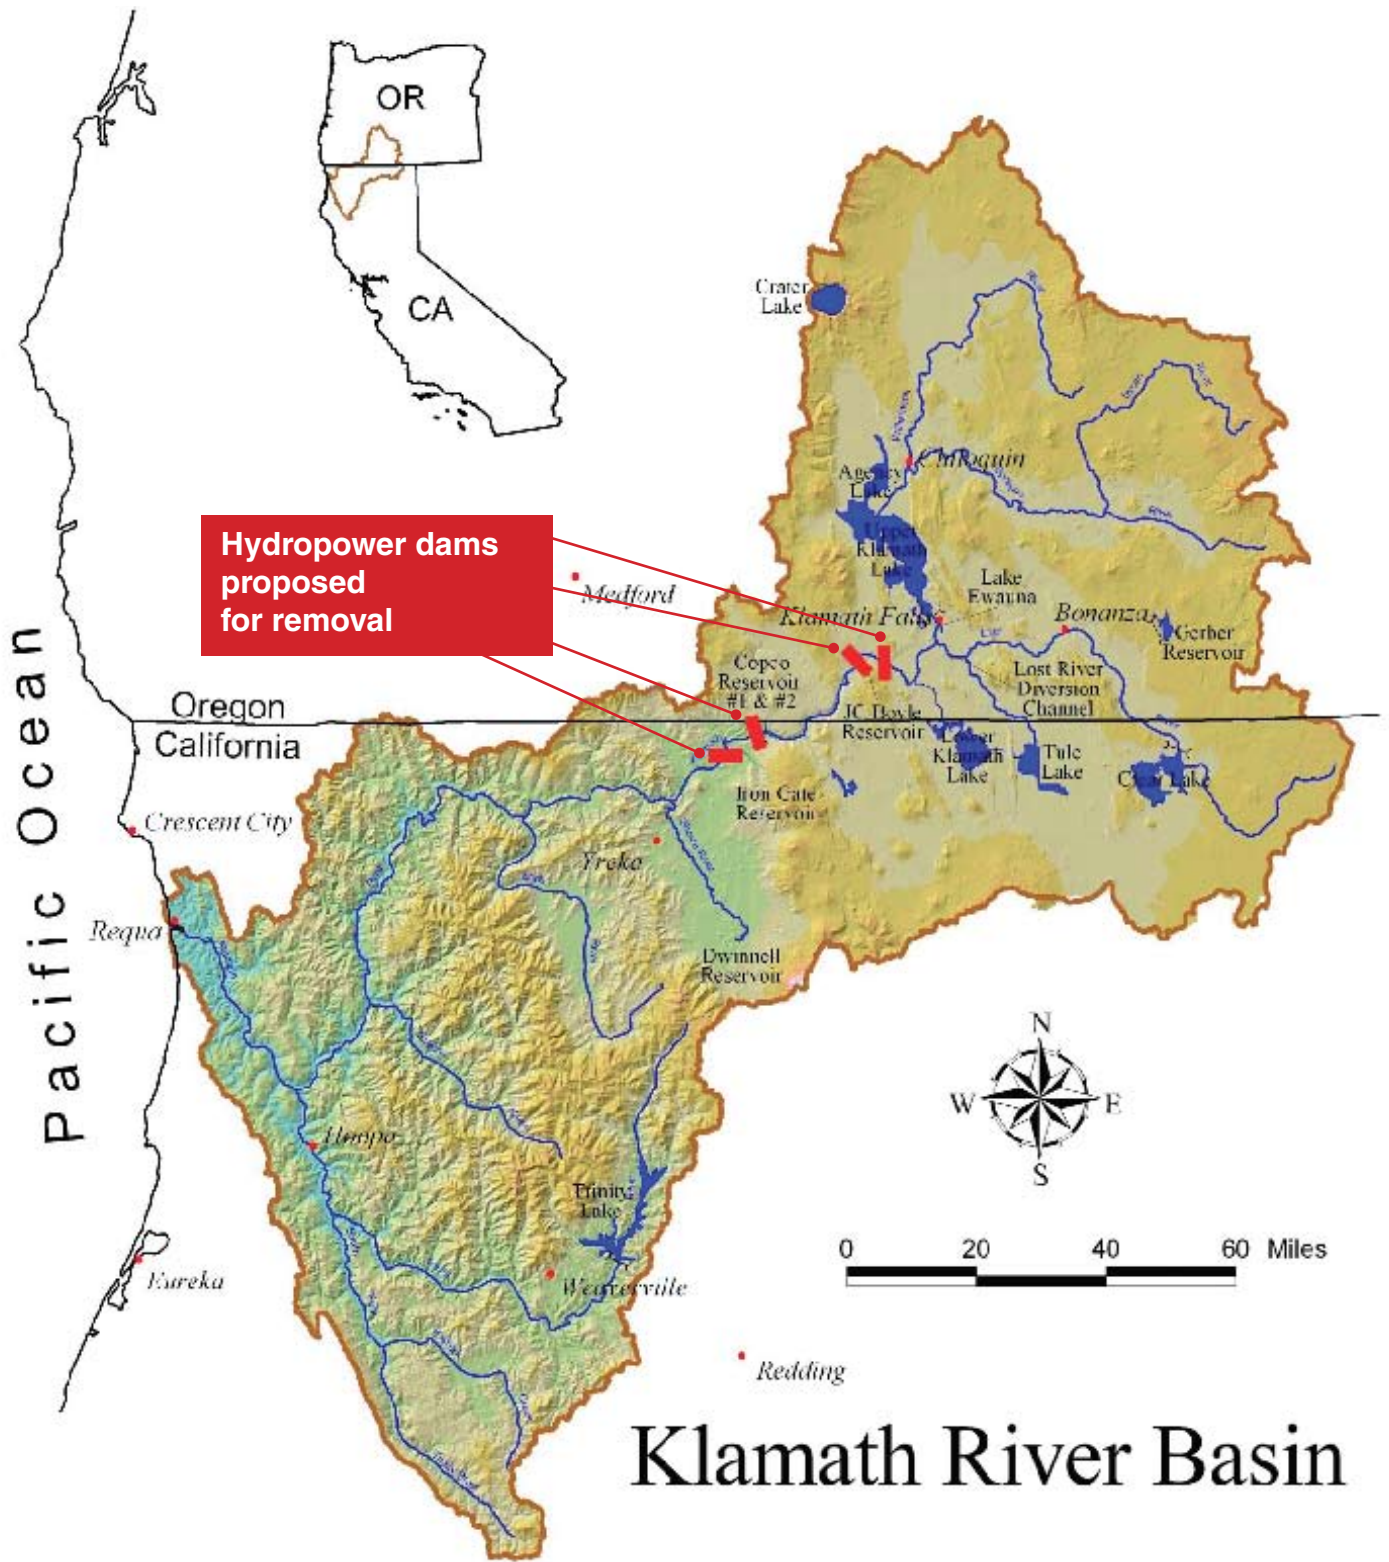 OR
CA
Crater
Lake
Chiloquin
Agency
Lake
Upper
Klamath
Lake
Hydropower dams
proposed
for removal
Medford
Lake
Ewauna
Klamath Falls
Bonanza
Gerber
Reservoir
Copco
Reservoir
#1 & #2
Lost River
Diversion
Channel
JC Boyle
Reservoir
Oregon
California
Lower
Klamath
Lake
Tule
Lake
Clear Lake
Iron Gate
Reservoir
Pacific Ocean
Crescent City
Yreka
Requa
Dwinnell
Reservoir
N
W
E
S
Hoopa
Trinity
Lake
Weaverville
Eureka
0 20 40 60 Miles
Redding
Klamath River Basin